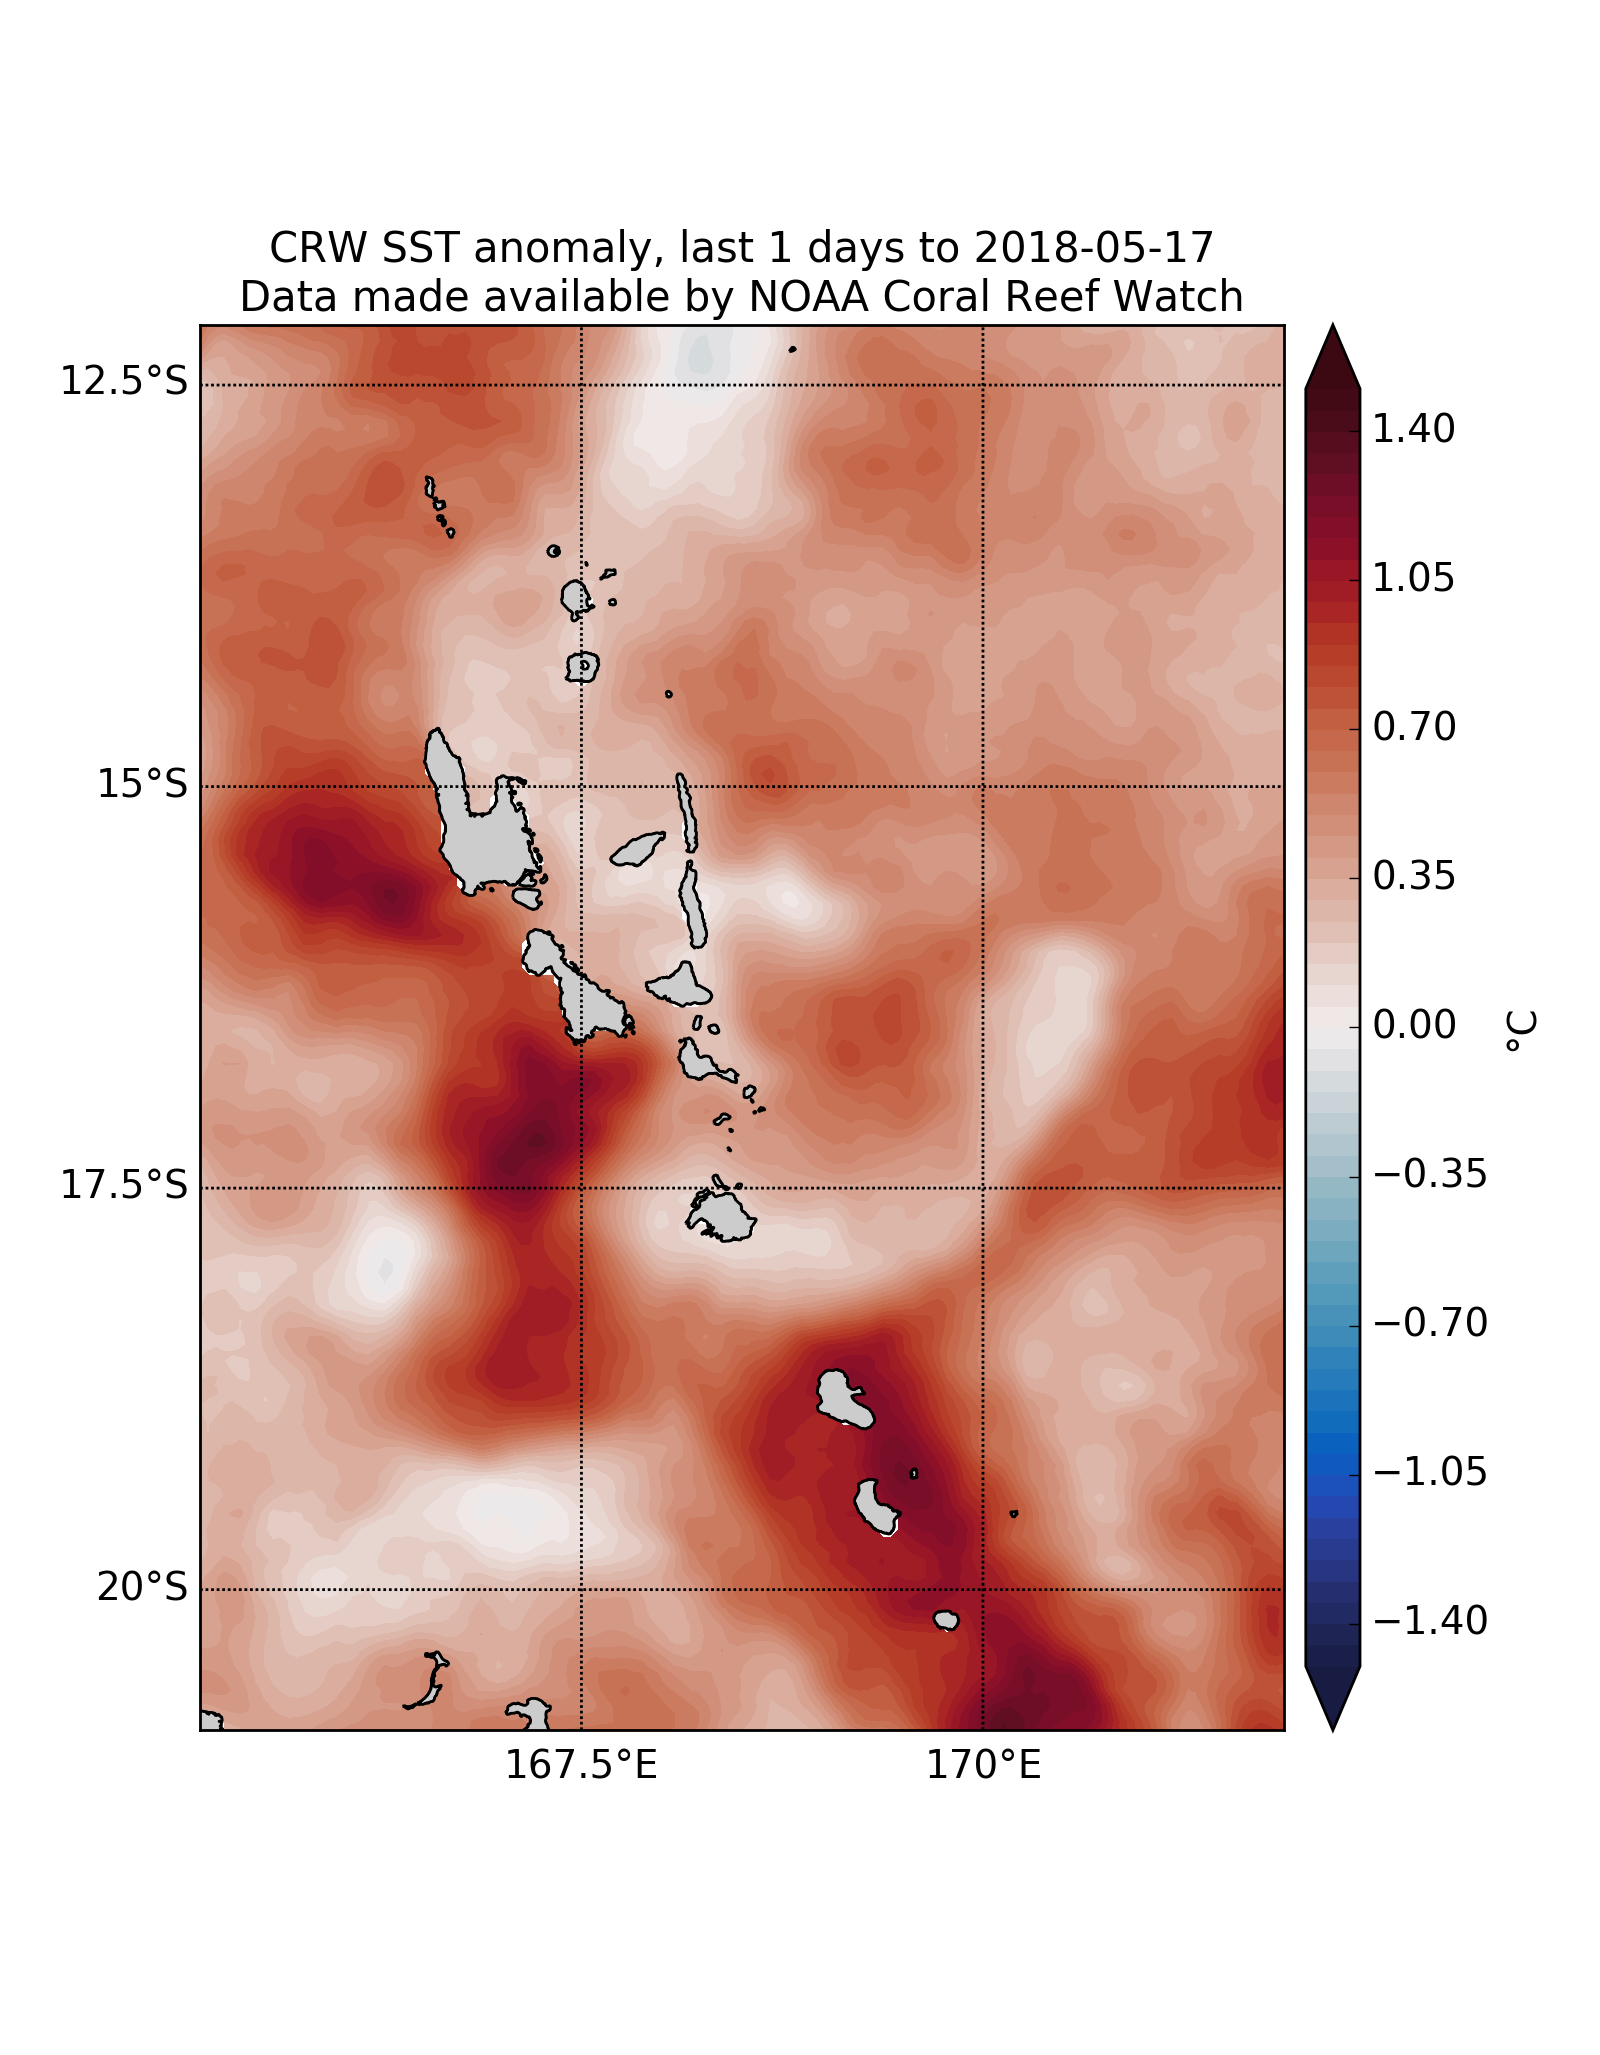 CRW SST anomaly, last 1 days to 2018-05-17
Data made available by NOAA Coral Reef Watch
12.5°S
15°S
17.5°S
20°S
167.5°E
170°E
1.40
1.05
0.70
0.35
0.00
−0.35
−0.70
−1.05
−1.40
°C